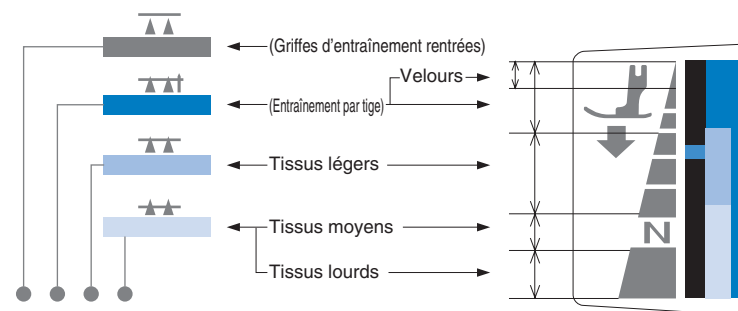 (Griffes d'entraînement rentrées)
Velours
(Entraînement par tige)
Tissus légers
Tissus moyens
N
Tissus lourds